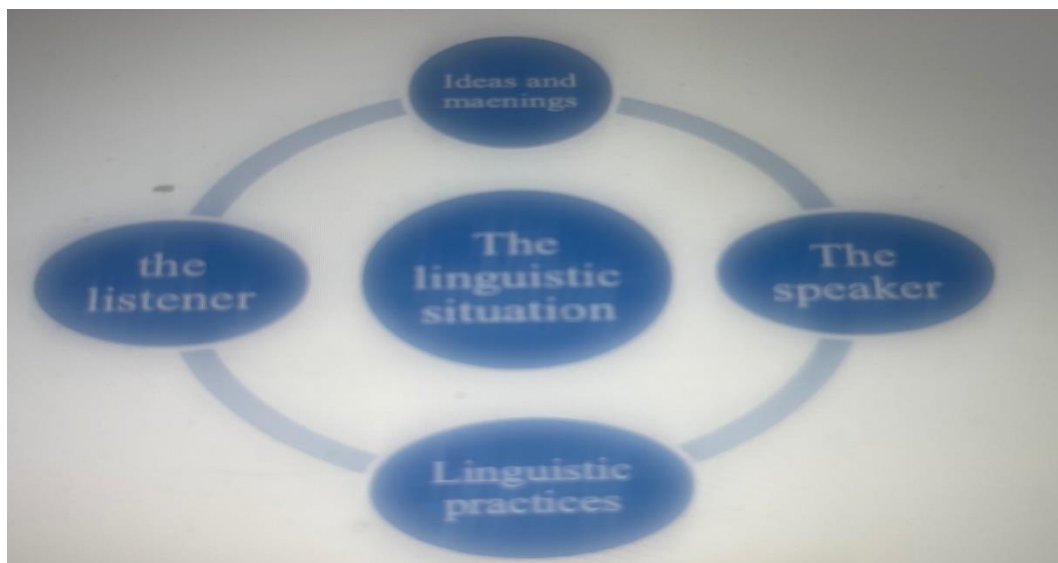 Ideas and
maenings
The
linguistic
situation
The
speaker
the
listener
Linguistic
practices